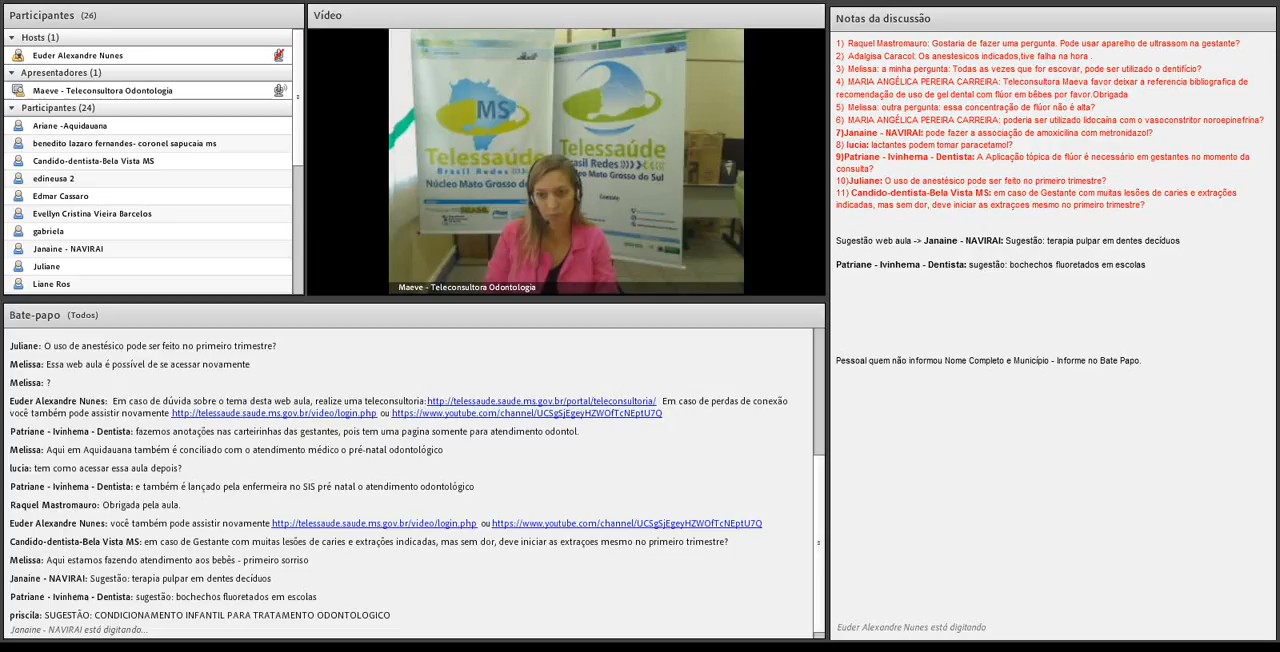 Participantes (26)
Hosts (1)
Euder Alexandre Nunes
Apresentadores (1)
Maeve - Teleconsultora Odontologia
Participantes (24)
Ariane -Aquidauana
benedito lazaro fernandes- coronel sapucaia ms
Candido-dentista-Bela Vista MS
edineusa 2
Edmar Cassaro
Evellyn Cristina Vieira Barcelos
gabriela
Janaine - NAVIRAI
Juliane
Liane Ros
Vídeo
MS
Telessaúde
Brasil Redes
Núcleo Mato Grosso do
Telessaúde
Brasil Redes
Núcleo Mato Grosso do Sul
Maeve - Teleconsultora Odontologia
Bate-papo (Todos)
Juliane: O uso de anestésico pode ser feito no primeiro trimestre?
Melissa: Essa web aula é possível de se acessar novamente
Melissa: ?
Euder Alexandre Nunes: Em caso de dúvida sobre o tema desta web aula, realize uma teleconsultoria:http://telessaude.saude.ms.gov.br/portal/teleconsultoria/ Em caso de perdas de conexão
você também pode assistir novamente http://telessaude.saude.ms.gov.br/video/login.php ou https://www.youtube.com/channel/UCSgSjEgeyHZWOfTcNEptU7Q
Patriane - Ivinhema - Dentista: fazemos anotações nas carteirinhas das gestantes, pois tem uma pagina somente para atendimento odontol.
Melissa: Aqui em Aquidauana também é conciliado com o atendimento médico o pré-natal odontológico
lucia: tem como acessar essa aula depois?
Patriane - Ivinhema - Dentista: e também é lançado pela enfermeira no SIS pré natal o atendimento odontológico
Raquel Mastromauro: Obrigada pela aula.
Euder Alexandre Nunes: você também pode assistir novamente http://telessaude.saude.ms.gov.br/video/login.php ou https://www.youtube.com/channel/UCSgSjEgeyHZWOfTcNEptU7Q
Candido-dentista-Bela Vista MS: em caso de Gestante com muitas lesões de caries e extrações indicadas, mas sem dor, deve iniciar as extraçoes mesmo no primeiro trimestre?
Melissa: Aqui estamos fazendo atendimento aos bebês - primeiro sorriso
Janaine - NAVIRAI: Sugestão: terapia pulpar em dentes decíduos
Patriane - Ivinhema - Dentista: sugestão: bochechos fluoretados em escolas
priscila: SUGESTÃO: CONDICIONAMENTO INFANTIL PARA TRATAMENTO ODONTOLOGICO
Janaine - NAVIRAI está digitando...
Notas da discussão
1) Raquel Mastromauro: Gostaria de fazer uma pergunta. Pode usar aparelho de ultrassom na gestante?
2) Adalgisa Caracol: Os anestesicos indicados,tive falha na hora .
3) Melissa: a minha pergunta: Todas as vezes que for escovar, pode ser utilizado o dentifício?
4) MARIA ANGÉLICA PEREIRA CARREIRA: Teleconsultora Maeva favor deixar a referencia bibliografica de
recomendação de uso de gel dental com flúor em bêbes por favor.Obrigada
5) Melissa: outra pergunta: essa concentração de flúor não é alta?
6) MARIA ANGÉLICA PEREIRA CARREIRA: poderia ser utilizado lidocaína com o vasoconstritor noreepinefrina?
7)Janaine - NAVIRAI: pode fazer a associação de amoxicilina com metronidazol?
8) lucia: lactantes podem tomar paracetamol?
9)Patriane - Ivinhema - Dentista: A Aplicação tópica de flúor é necessário em gestantes no momento da
consulta?
10)Juliane: O uso de anestésico pode ser feito no primeiro trimestre?
11) Candido-dentista-Bela Vista MS: em caso de Gestante com muitas lesões de caries e extrações
indicadas, mas sem dor, deve iniciar as extraçoes mesmo no primeiro trimestre?
Sugestão web aula -> Janaine - NAVIRAI: Sugestão: terapia pulpar em dentes decíduos
Patriane - Ivinhema - Dentista: sugestão: bochechos fluoretados em escolas
Pessoal quem não informou Nome Completo e Município - Informe no Bate Papo.
Euder Alexandre Nunes está digitando